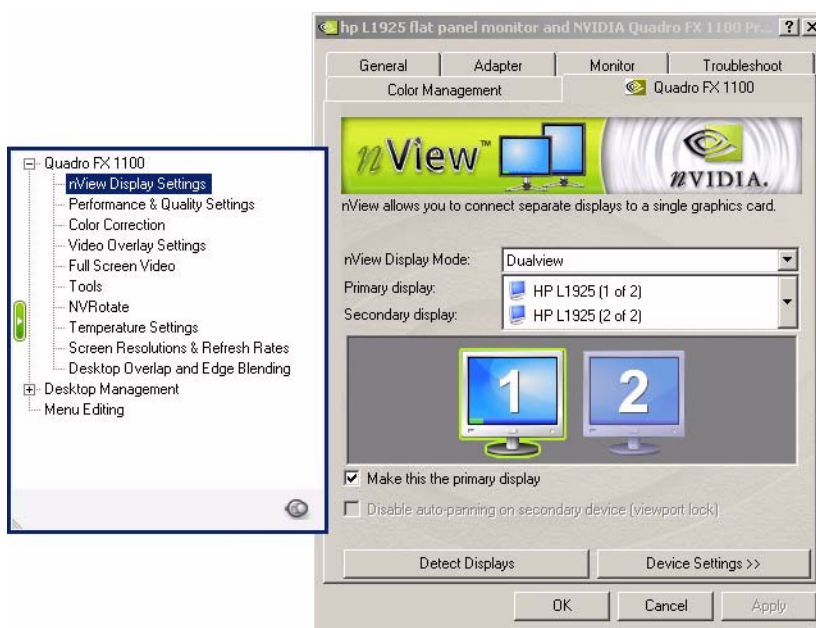 hp L1925 flat panel monitor and NVIDIA Quadro FX 1100 Pr...
General Adapter Monitor Troubleshoot
Color Management Quadro FX 1100
nView™
nVIDIA.
nView allows you to connect separate displays to a single graphics card.
Quadro FX 1100
nView Display Settings
Performance & Quality Settings
Color Correction
Video Overlay Settings
Full Screen Video
Tools
NVRotate
Temperature Settings
Screen Resolutions & Refresh Rates
Desktop Overlap and Edge Blending
Desktop Management
Menu Editing
nView Display Mode: Dualview
Primary display: HP L1925 (1 of 2)
Secondary display: HP L1925 (2 of 2)
1 2
Make this the primary display
Disable auto-panning on secondary device (viewport lock)
Detect Displays Device Settings >>
OK Cancel Apply